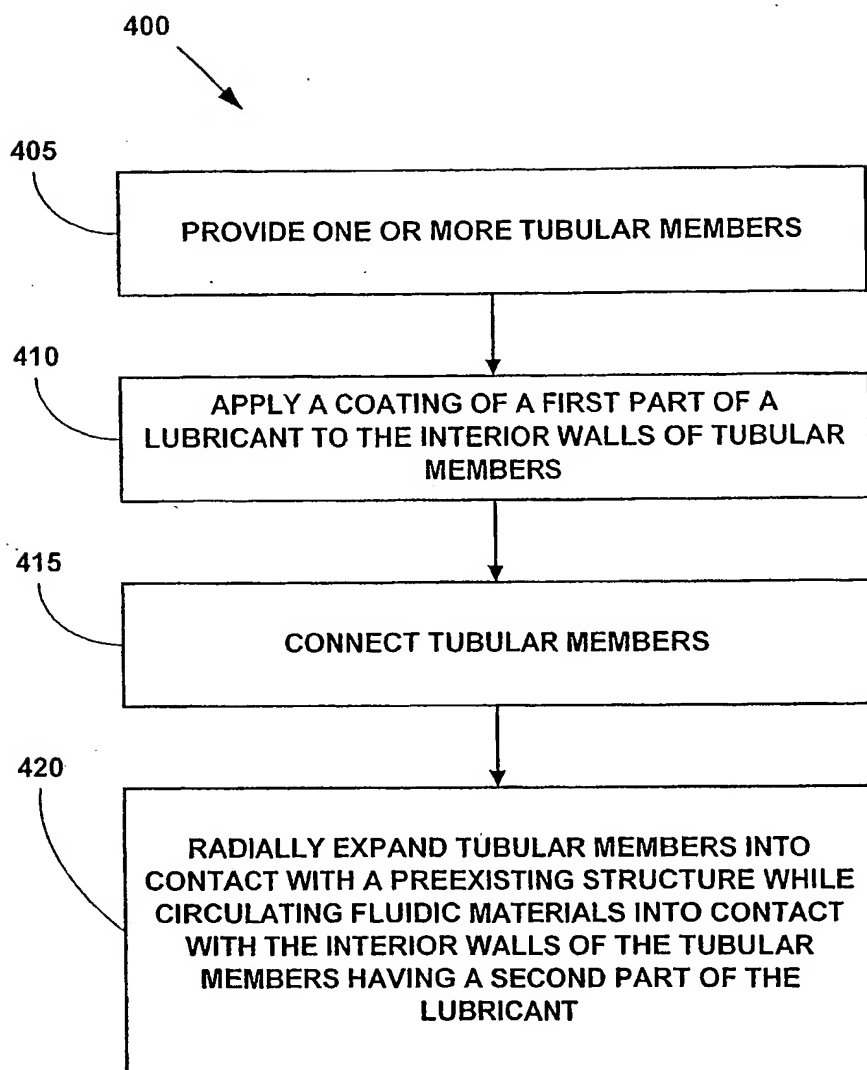 400
405
PROVIDE ONE OR MORE TUBULAR MEMBERS
410
APPLY A COATING OF A FIRST PART OF A
LUBRICANT TO THE INTERIOR WALLS OF TUBULAR
MEMBERS
415
CONNECT TUBULAR MEMBERS
420
RADIALLY EXPAND TUBULAR MEMBERS INTO
CONTACT WITH A PREEXISTING STRUCTURE WHILE
CIRCULATING FLUIDIC MATERIALS INTO CONTACT
WITH THE INTERIOR WALLS OF THE TUBULAR
MEMBERS HAVING A SECOND PART OF THE
LUBRICANT